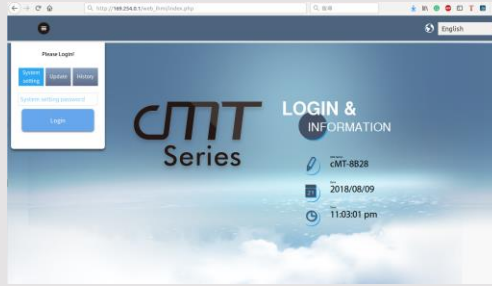 http://169.254.0.1/web_hmi/index.php
English
Please Login!
System setting
Update
History
System setting password
Login
cMT
Series
LOGIN &
INFORMATION
cMT-8B28
2018/08/09
11:03:01 pm